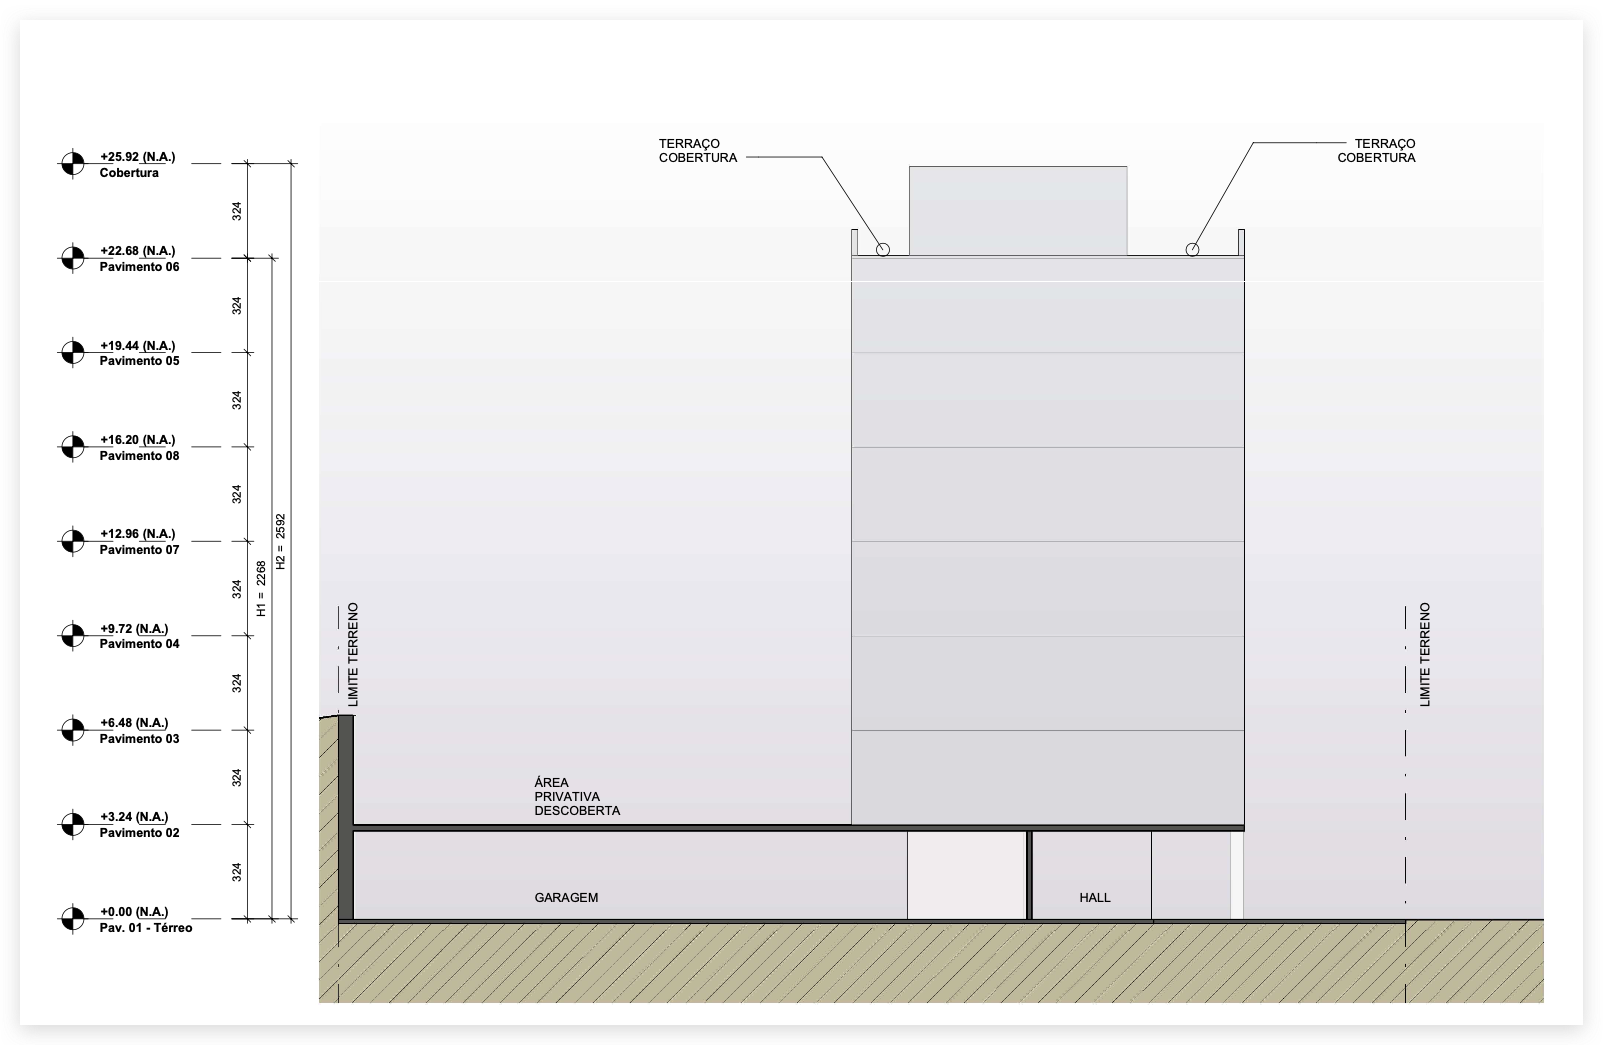 TERRAÇO
COBERTURA
TERRAÇO
COBERTURA
+25.92 (N.A.)
Cobertura
324
+22.68 (N.A.)
Pavimento 06
324
+19.44 (N.A.)
Pavimento 05
324
+16.20 (N.A.)
Pavimento 08
324
+12.96 (N.A.)
Pavimento 07
324
H1 = 2268
H2 = 2592
+9.72 (N.A.)
Pavimento 04
324
+6.48 (N.A.)
Pavimento 03
324
+3.24 (N.A.)
Pavimento 02
324
+0.00 (N.A.)
Pav. 01 - Térreo
LIMITE TERRENO
LIMITE TERRENO
ÁREA
PRIVATIVA
DESCOBERTA
GARAGEM
HALL